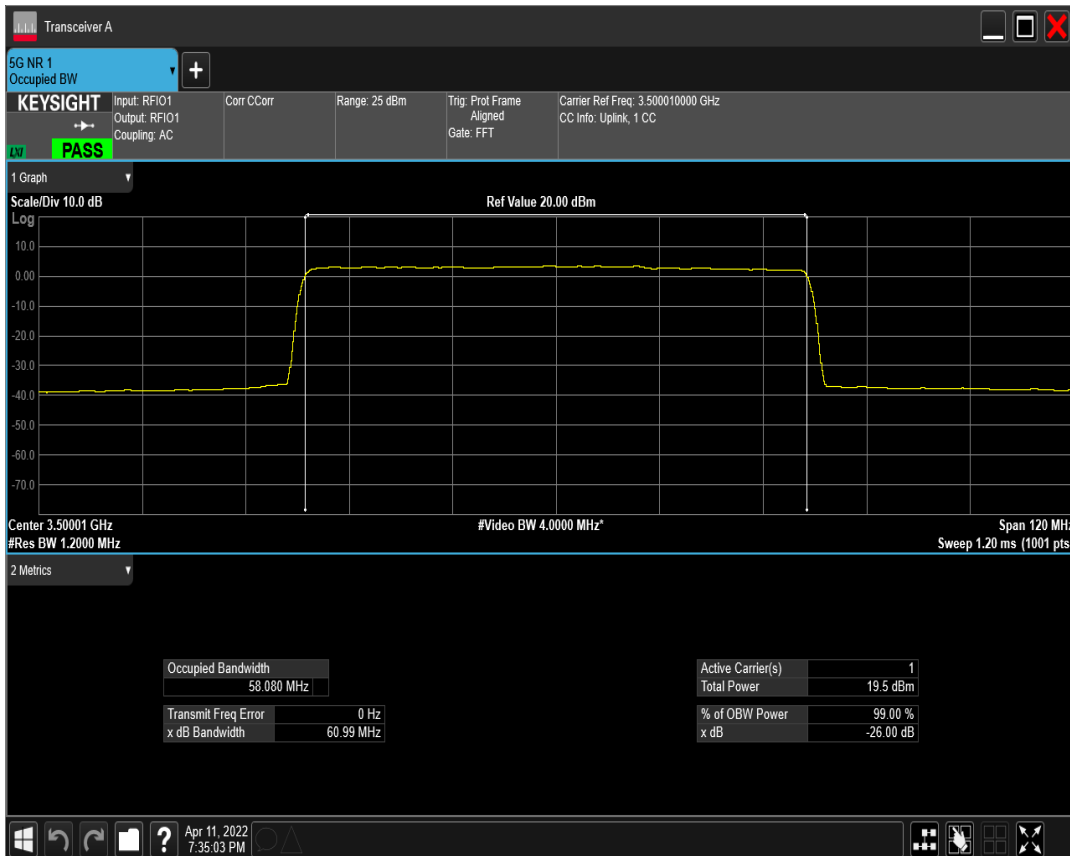 Transceiver A
5G NR 1
Occupied BW
KEYSIGHT
LXI
PASS
Input: RFIO1
Output: RFIO1
Coupling: AC
Corr CCorr
Range: 25 dBm
Trig: Prot Frame
Aligned
Gate: FFT
Carrier Ref Freq: 3.500010000 GHz
CC Info: Uplink, 1 CC
1 Graph
Scale/Div 10.0 dB
Ref Value 20.00 dBm
Log
10.0
0.00
-10.0
-20.0
-30.0
-40.0
-50.0
-60.0
-70.0
Center 3.50001 GHz
#Video BW 4.0000 MHz*
Span 120 MHz
#Res BW 1.2000 MHz
Sweep 1.20 ms (1001 pts
2 Metrics
Occupied Bandwidth
58.080 MHz
Transmit Freq Error 0 Hz
x dB Bandwidth 60.99 MHz
Active Carrier(s) 1
Total Power 19.5 dBm
% of OBW Power 99.00 %
x dB -26.00 dB
Apr 11, 2022
7:35:03 PM